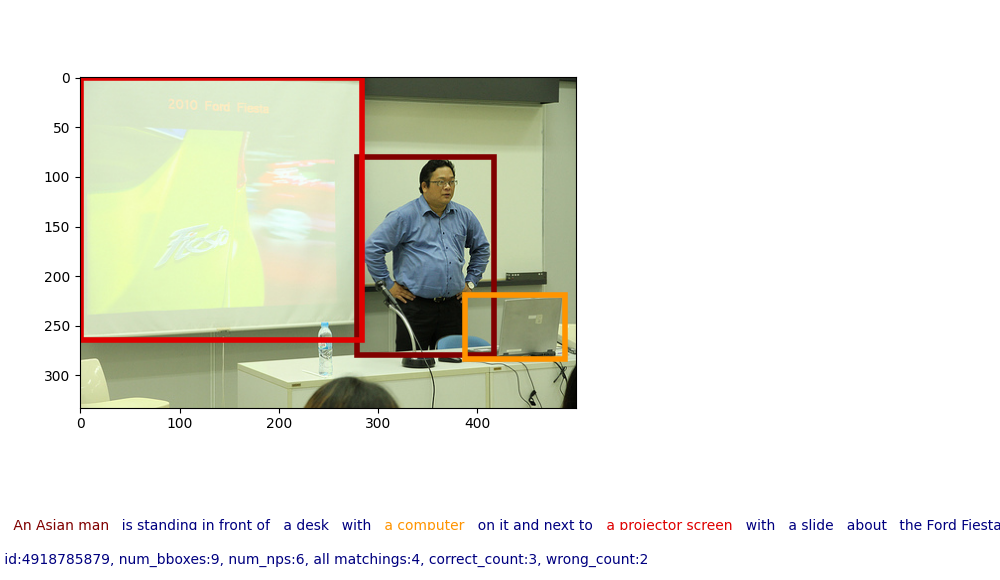 0
50
100
150
200
250
300
2010 Ford Fiesta
Fiesta
0 100 200 300 400
An Asian man is standing in front of a desk with a computer on it and next to a projector screen with a slide about the Ford Fiesta
id:4918785879, num_bboxes:9, num_nps:6, all matchings:4, correct_count:3, wrong_count:2